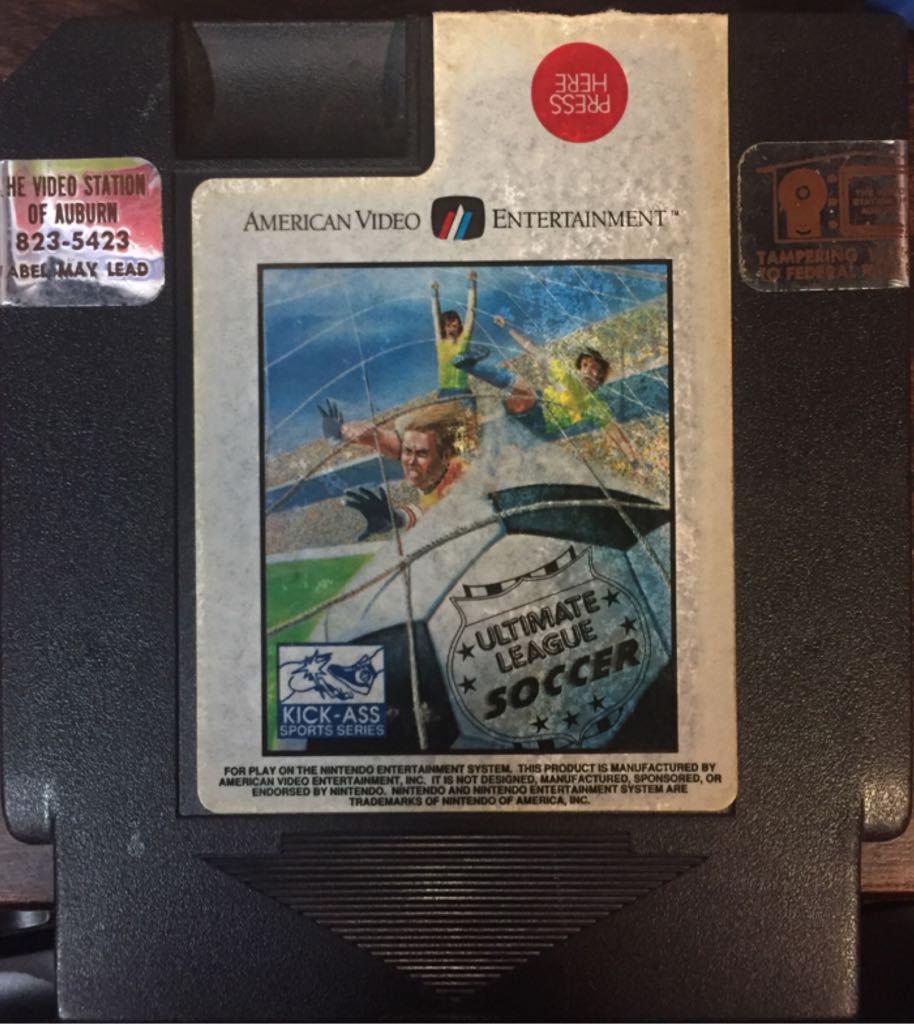 PRESS
HERE
HE VIDEO STATION
OF AUBURN
823-5423
ABEL MAY LEAD
TAMPERING
TO FEDERAL
AMERICAN VIDEO ENTERTAINMENT™
ULTIMATE
LEAGUE
SOCCER
KICK-ASS
SPORTS SERIES
FOR PLAY ON THE NINTENDO ENTERTAINMENT SYSTEM. THIS PRODUCT IS MANUFACTURED BY
AMERICAN VIDEO ENTERTAINMENT, INC. IT IS NOT DESIGNED, MANUFACTURED, SPONSORED, OR
ENDORSED BY NINTENDO. NINTENDO AND NINTENDO ENTERTAINMENT SYSTEM ARE
TRADEMARKS OF NINTENDO OF AMERICA, INC.